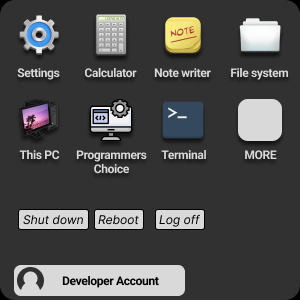 NOTE
Settings Calculator Note writer File system
>_
This PC Programmers Terminal MORE
Choice
Shut down Reboot Log off
Developer Account